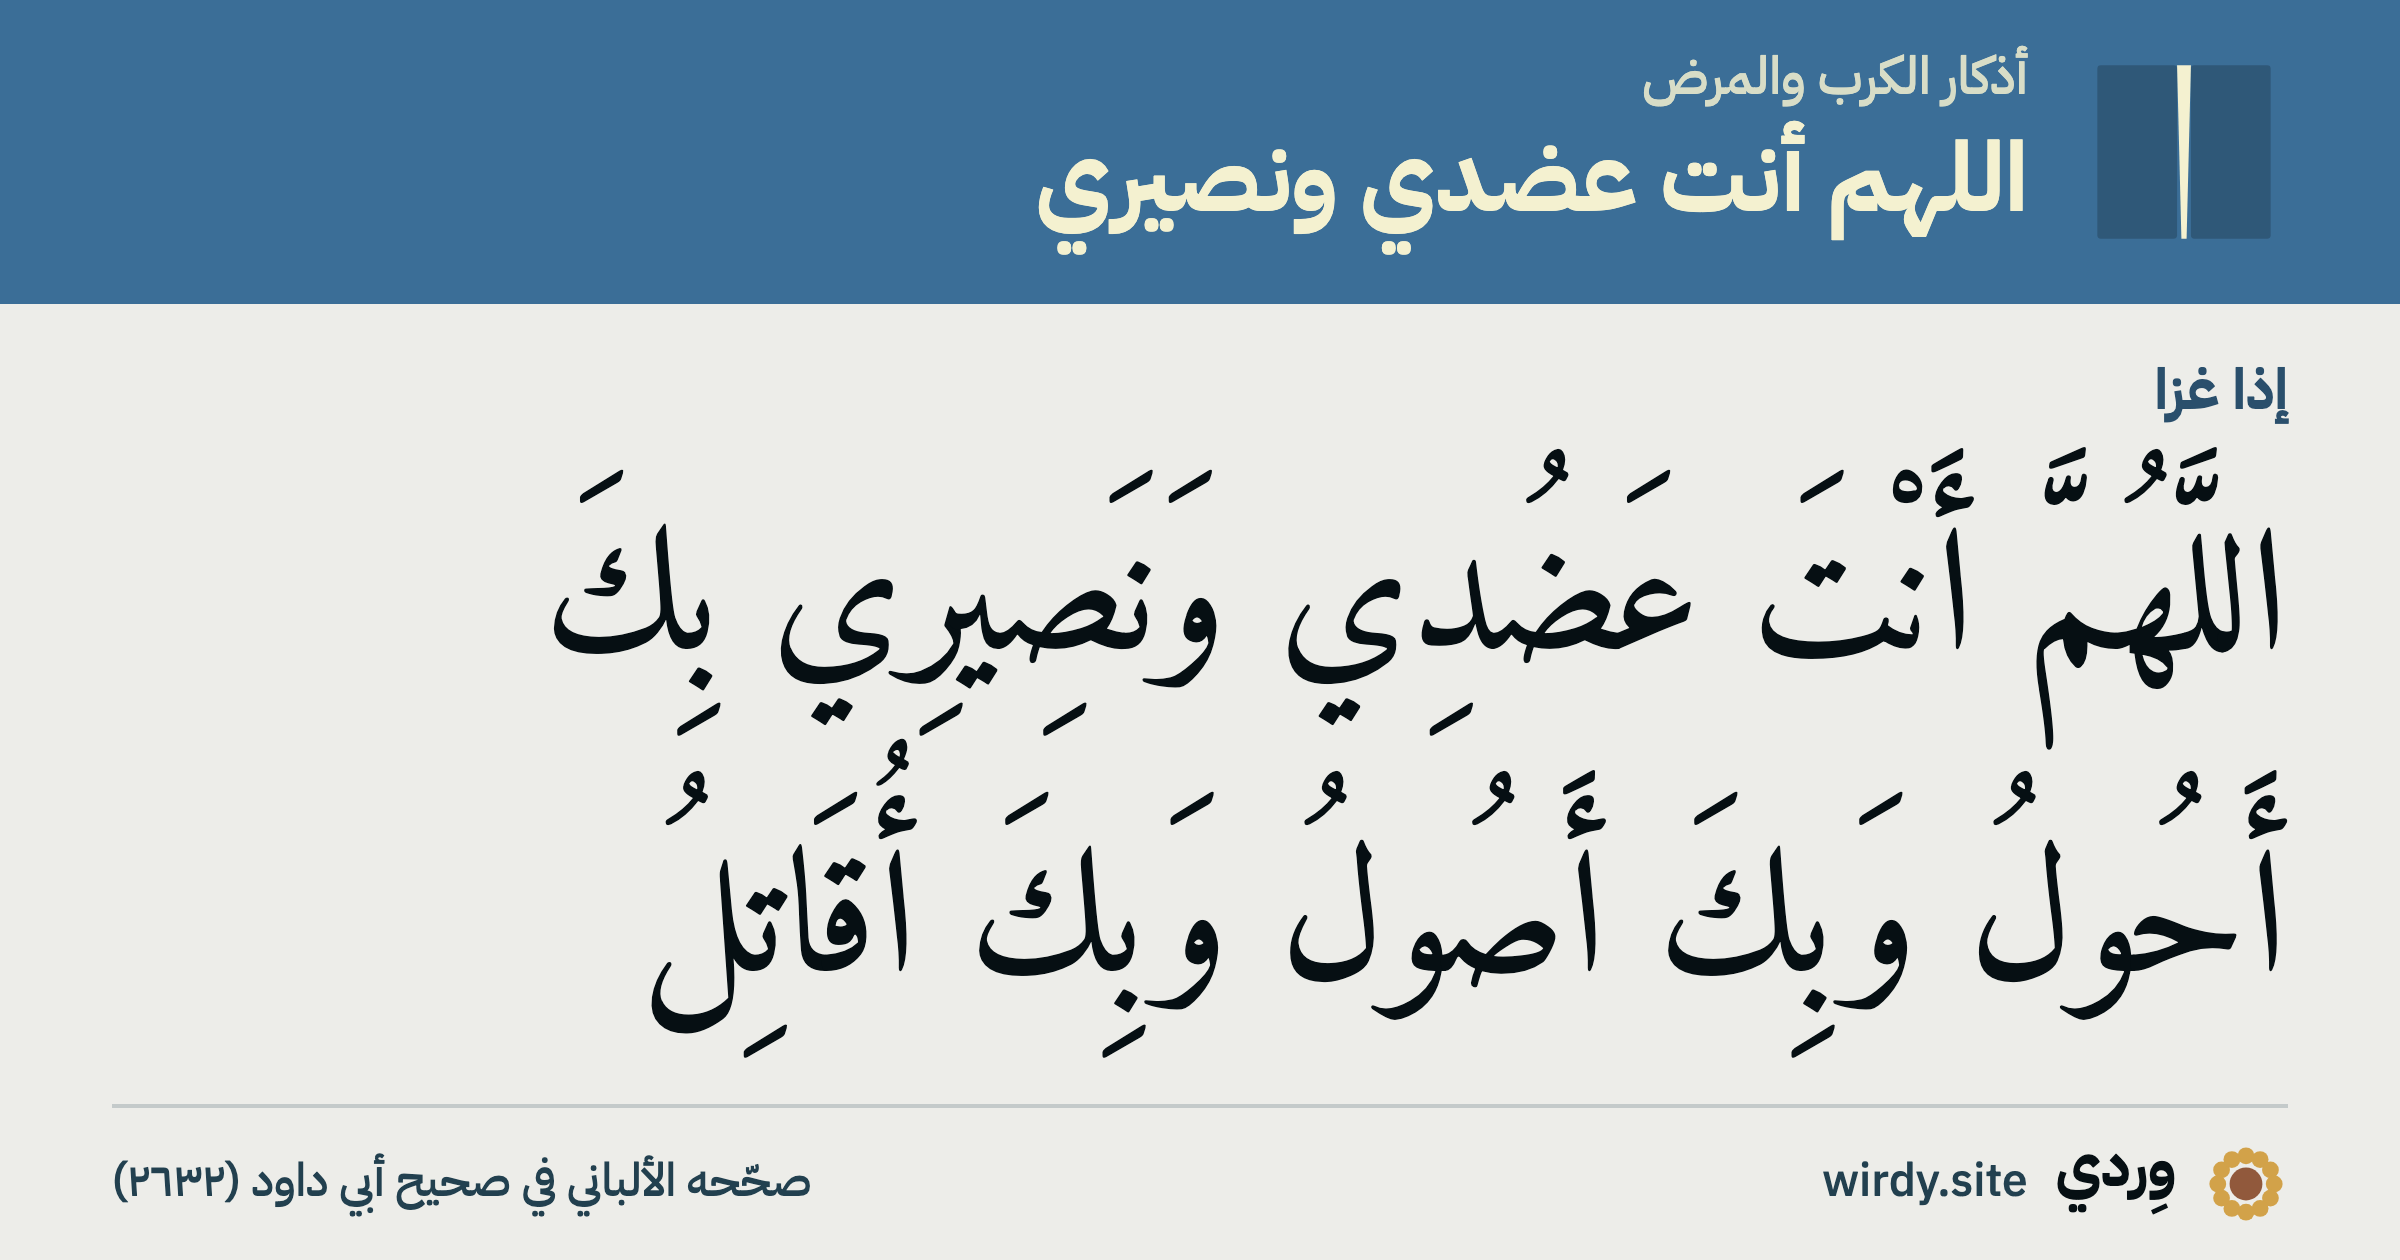 أذكار الكرب والمرض
اللهم أنت عضدي ونصيري
إذا غزا
اللَّهُمَّ أَنْتَ عَضُدِي وَنَصِيرِي بِكَ
أَحُولُ وَبِكَ أَصُولُ وَبِكَ أُقَاتِلُ
وِردي wirdy.site
صحّحه الألباني في صحيح أبي داود (٢٦٣٢)